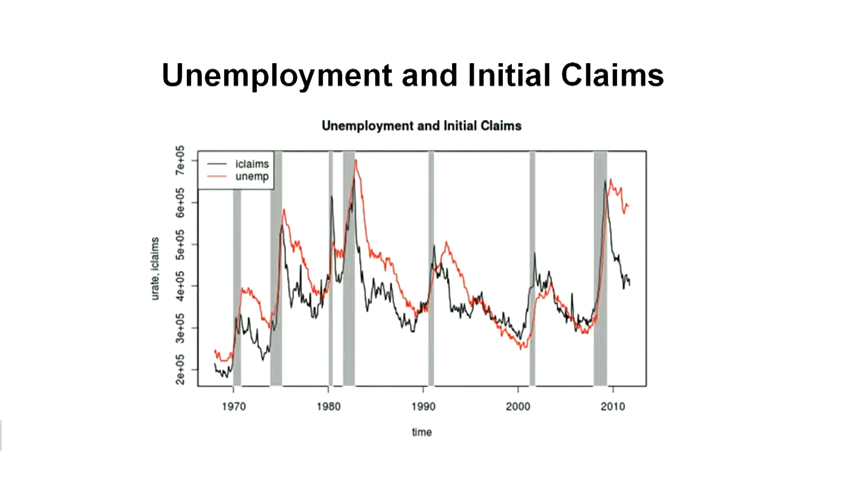 Unemployment and Initial Claims
Unemployment and Initial Claims
iclaims
unemp
urate, iclaims
7e+05
6e+05
5e+05
4e+05
3e+05
2e+05
1970 1980 1990 2000 2010
time